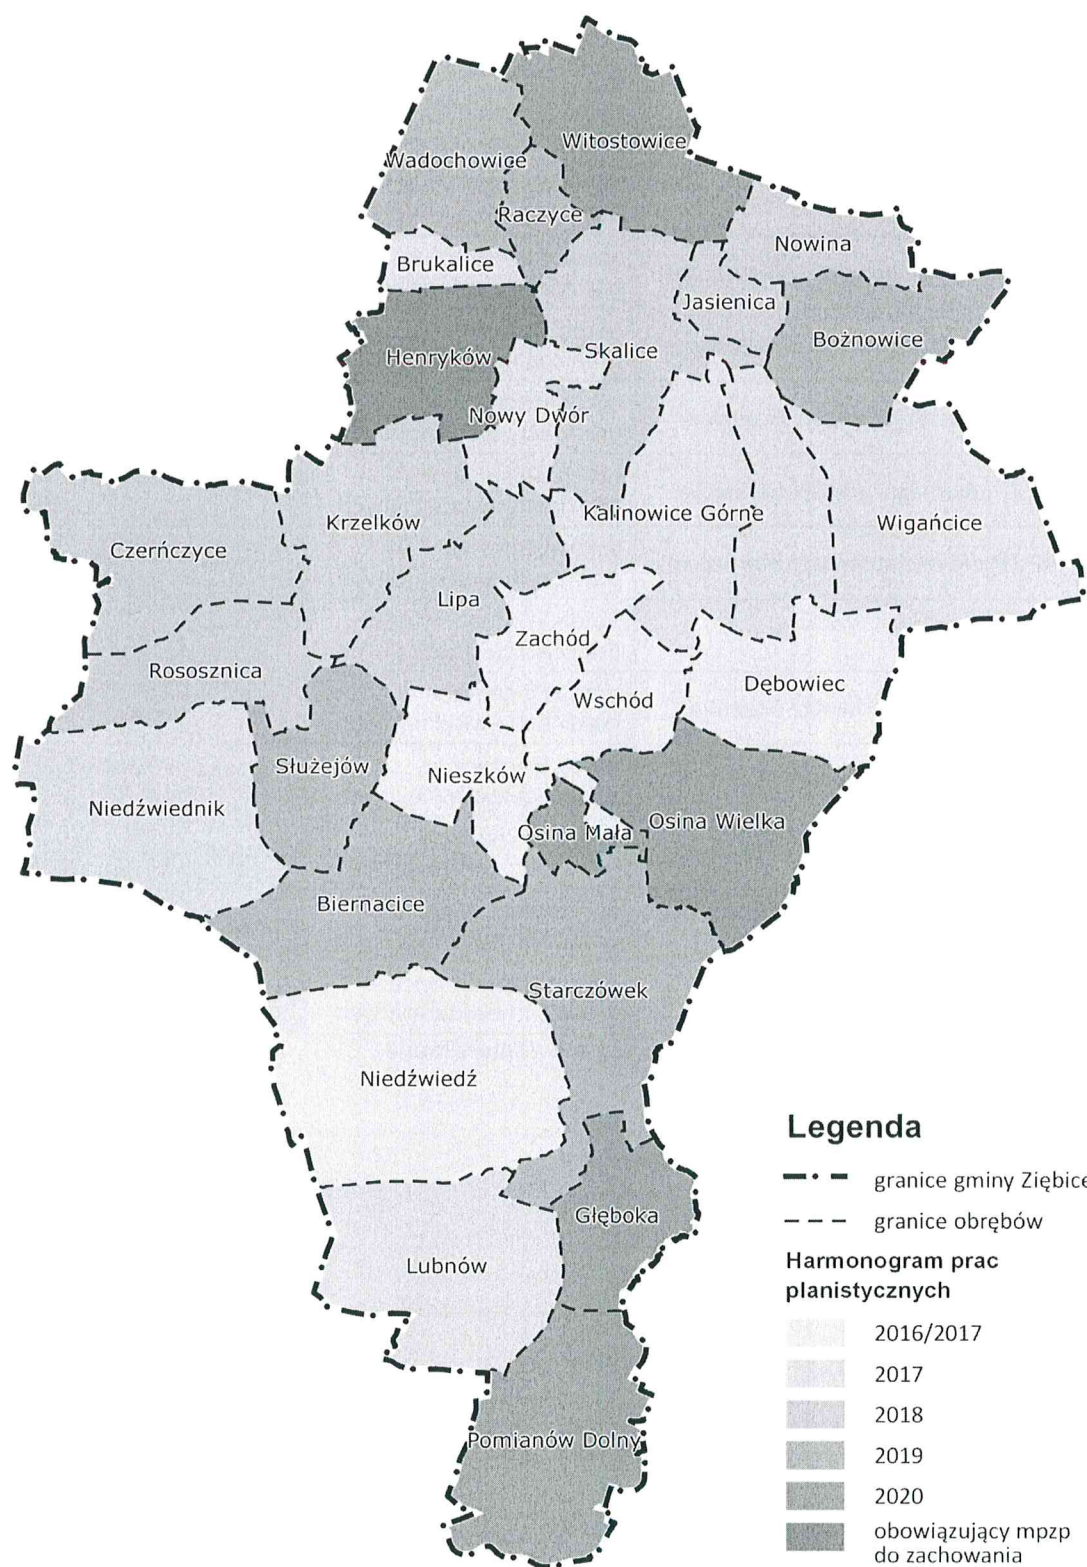 Witostowice
Wadochowice
Raczyce
Nowina
Brukalice
Jasienica
Bożnowice
Skalice
Henryków
Nowy Dwór
Kalinowice Górne
Krzelków
Wigańcice
Czerńczyce
Lipa
Zachód
Rososznica
Dębowiec
Wschód
Służejów
Nieszków
Niedźwiednik
Osina Mała
Osina Wielka
Biernacice
Starczówek
Niedźwiedź
Głęboka
Lubnów
Pomianów Dolny
Legenda
granice gminy Ziębice
granice obrębów
Harmonogram prac
planistycznych
2016/2017
2017
2018
2019
2020
obowiązujący mpzp
do zachowania